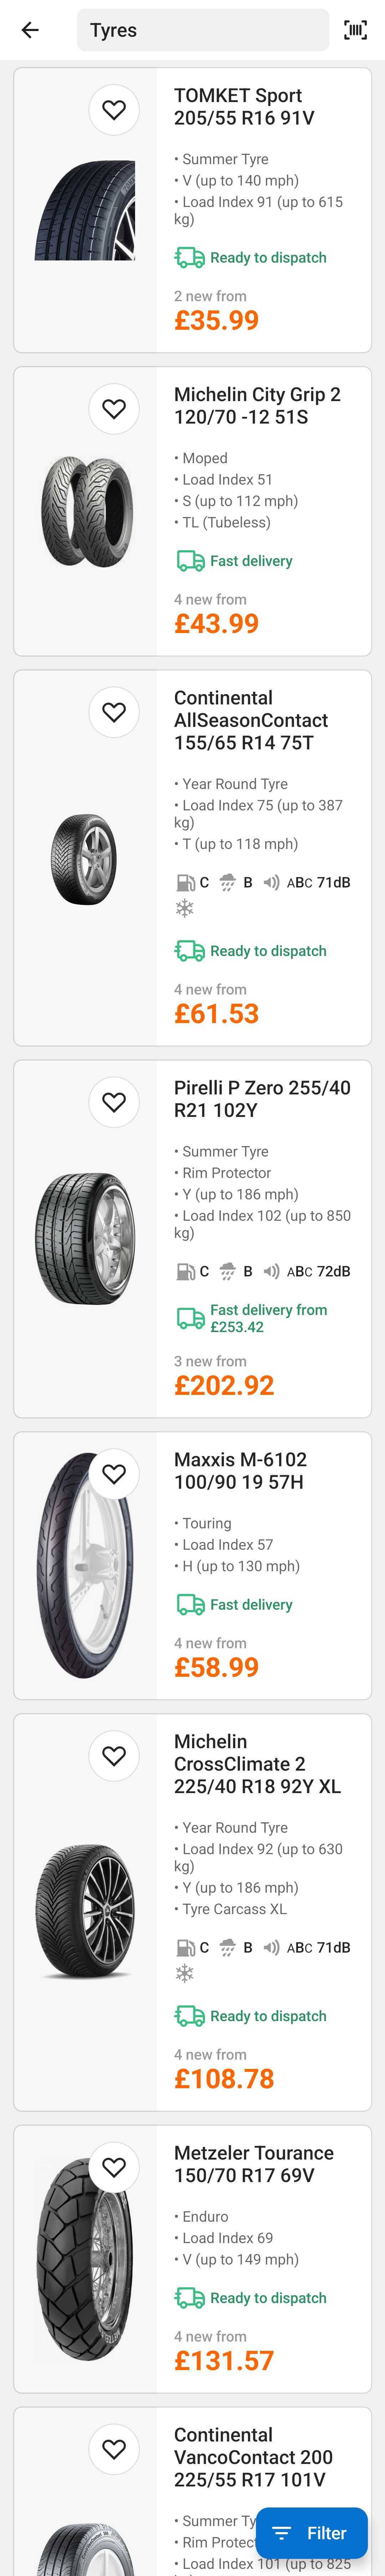 Tyres
TOMKET Sport
205/55 R16 91V
• Summer Tyre
• V (up to 140 mph)
• Load Index 91 (up to 615
kg)
Ready to dispatch
2 new from
£35.99
Michelin City Grip 2
120/70 -12 51S
• Moped
• Load Index 51
• S (up to 112 mph)
• TL (Tubeless)
Fast delivery
4 new from
£43.99
Continental
AllSeasonContact
155/65 R14 75T
• Year Round Tyre
• Load Index 75 (up to 387
kg)
• T (up to 118 mph)
C B ABC 71dB
Ready to dispatch
4 new from
£61.53
Pirelli P Zero 255/40
R21 102Y
• Summer Tyre
• Rim Protector
• Y (up to 186 mph)
• Load Index 102 (up to 850
kg)
C B ABC 72dB
Fast delivery from
£253.42
3 new from
£202.92
Maxxis M-6102
100/90 19 57H
• Touring
• Load Index 57
• H (up to 130 mph)
Fast delivery
4 new from
£58.99
Michelin
CrossClimate 2
225/40 R18 92Y XL
• Year Round Tyre
• Load Index 92 (up to 630
kg)
• Y (up to 186 mph)
• Tyre Carcass XL
C B ABC 71dB
Ready to dispatch
4 new from
£108.78
Metzeler Tourance
150/70 R17 69V
• Enduro
• Load Index 69
• V (up to 149 mph)
Ready to dispatch
4 new from
£131.57
Continental
VancoContact 200
225/55 R17 101V
• Summer Ty
• Rim Protec
• Load Index 101 (up to 825
Filter